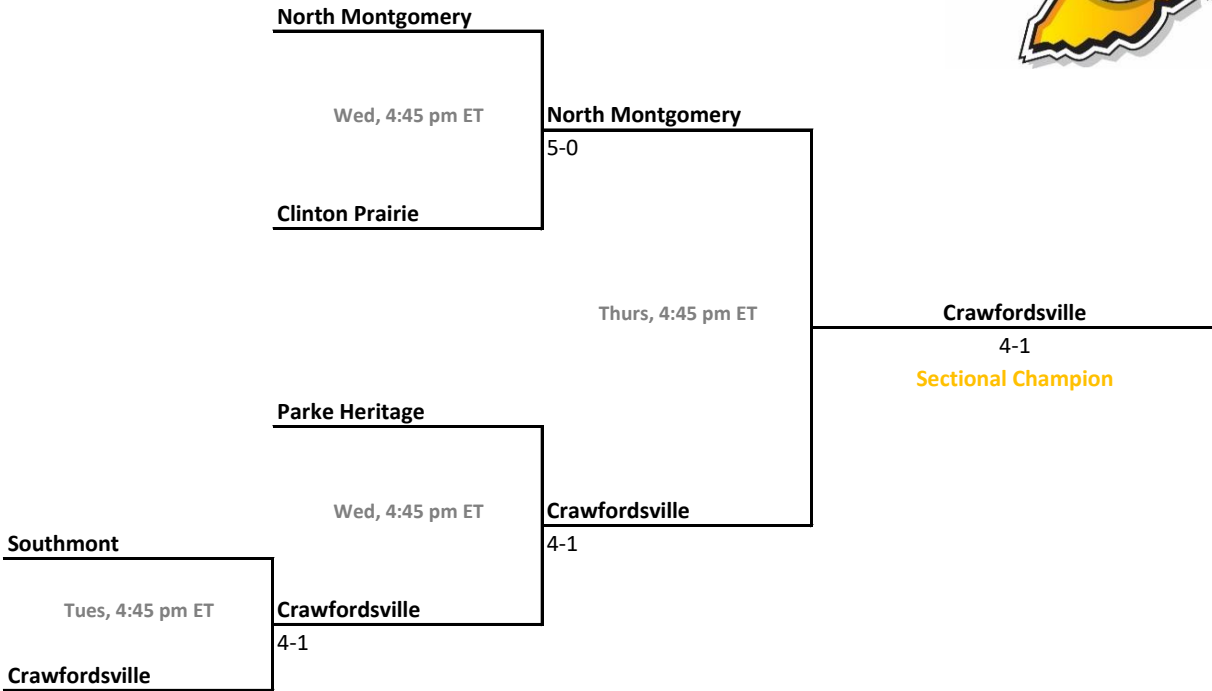 North Montgomery
Wed, 4:45 pm ET
North Montgomery
5-0
Clinton Prairie
Thurs, 4:45 pm ET
Crawfordsville
4-1
Sectional Champion
Parke Heritage
Wed, 4:45 pm ET
Crawfordsville
4-1
Southmont
Tues, 4:45 pm ET
Crawfordsville
4-1
Crawfordsville